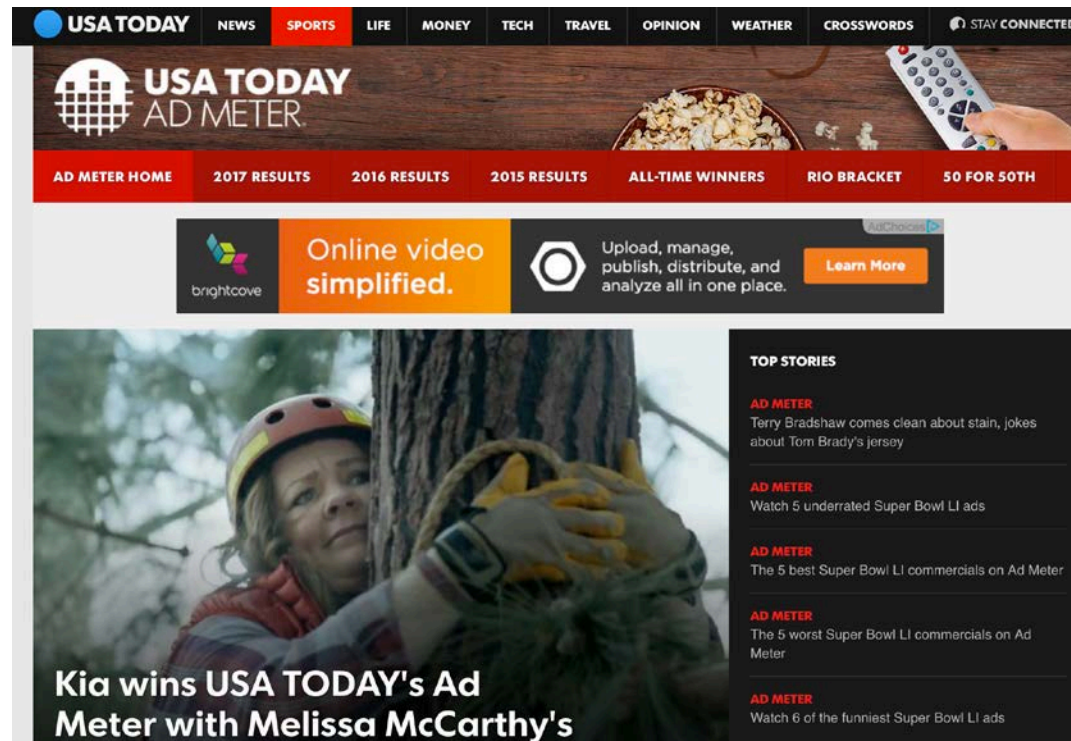 USA TODAY
NEWS
SPORTS
LIFE
MONEY
TECH
TRAVEL
OPINION
WEATHER
CROSSWORDS
STAY CONNECTED
USA TODAY
AD METER
AD METER HOME
2017 RESULTS
2016 RESULTS
2015 RESULTS
ALL-TIME WINNERS
RIO BRACKET
50 FOR 50TH
brightcove
Online video
simplified.
Upload, manage,
publish, distribute, and
analyze all in one place.
Learn More
AdChoices
Kia wins USA TODAY's Ad
Meter with Melissa McCarthy's
TOP STORIES
AD METER
Terry Bradshaw comes clean about stain, jokes
about Tom Brady's jersey
AD METER
Watch 5 underrated Super Bowl LI ads
AD METER
The 5 best Super Bowl LI commercials on Ad Meter
AD METER
The 5 worst Super Bowl LI commercials on Ad
Meter
AD METER
Watch 6 of the funniest Super Bowl LI ads